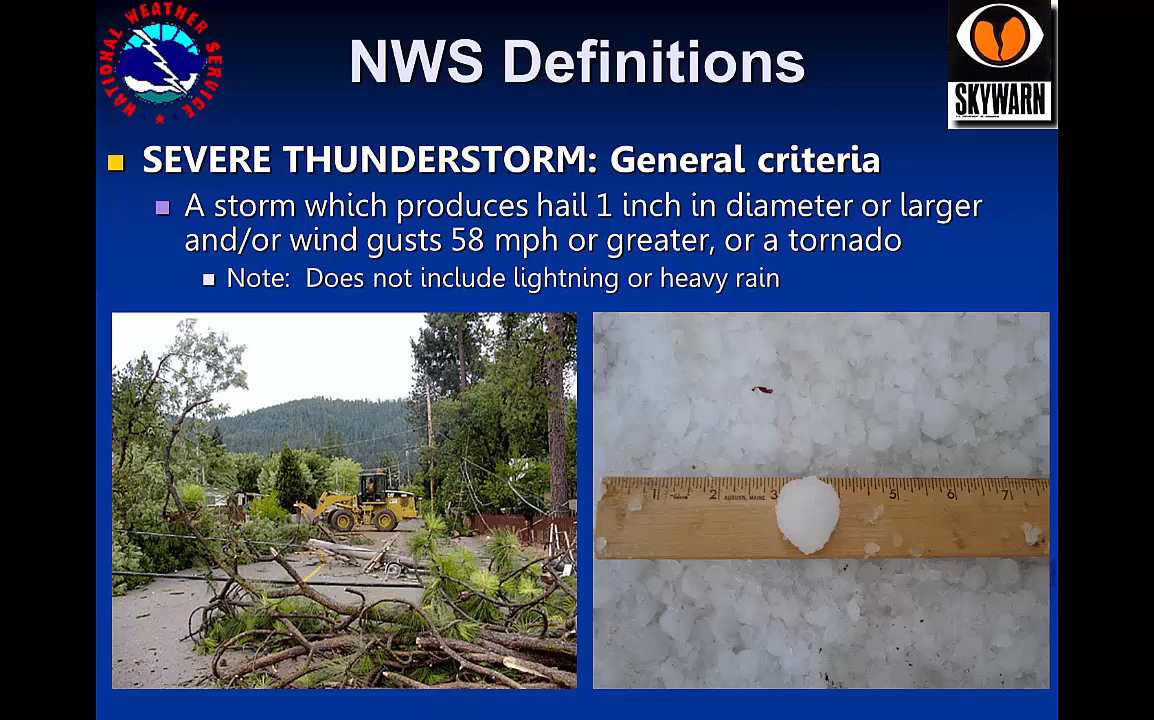 NATIONAL WEATHER SERVICE
NWS Definitions
SKYWARN
SEVERE THUNDERSTORM: General criteria
A storm which produces hail 1 inch in diameter or larger
and/or wind gusts 58 mph or greater, or a tornado
Note: Does not include lightning or heavy rain
1 2 AUBURN, MAINE 3 5 6 7